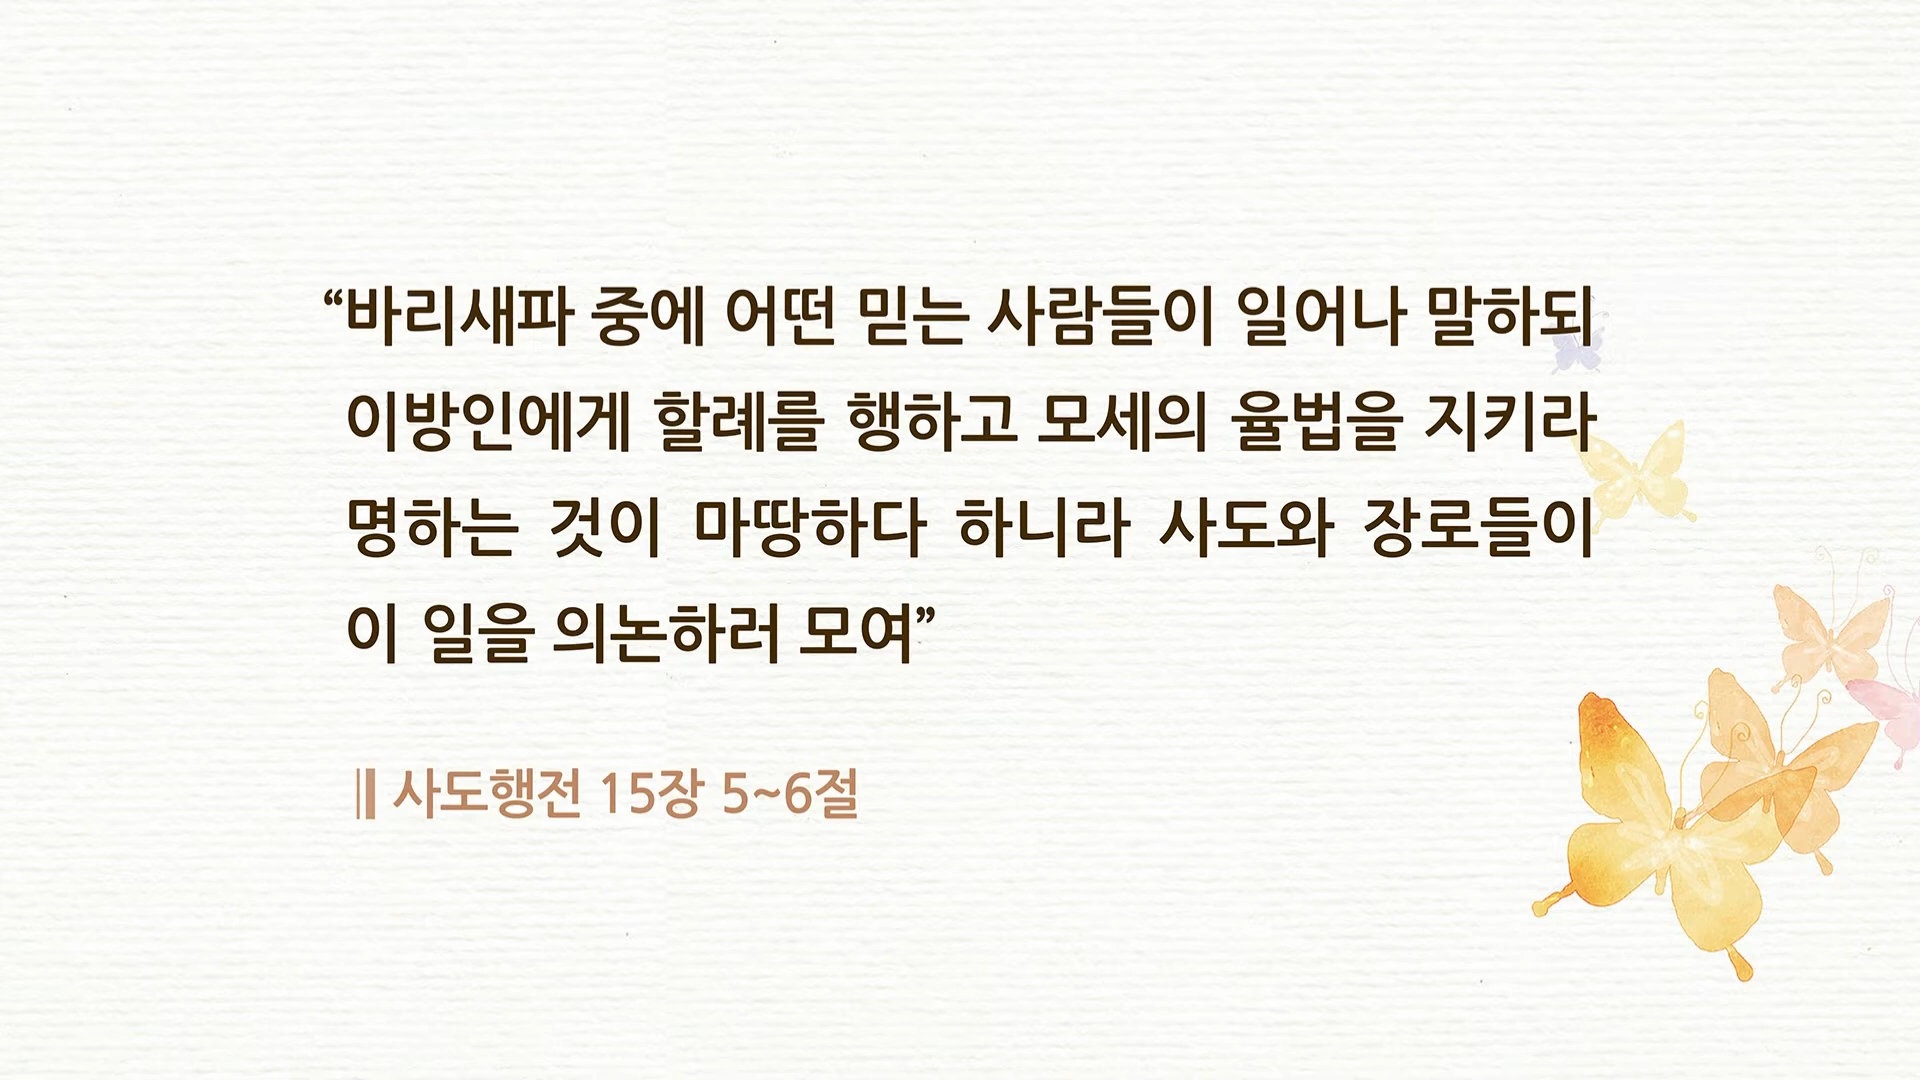 “바리새파 중에 어떤 믿는 사람들이 일어나 말하되
이방인에게 할례를 행하고 모세의 율법을 지키라
명하는 것이 마땅하다 하니라 사도와 장로들이
이 일을 의논하러 모여”
사도행전 15장 5~6절